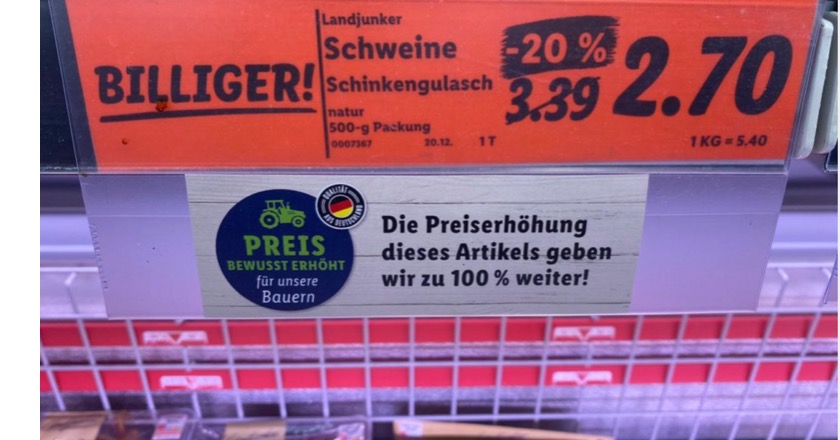 BILLIGER!
Landjunker
Schweine
Schinkengulasch
natur
500-g Packung
0007367 20.12. 1 T
-20 %
3.39
2.70
1 KG = 5.40
QUALITÄT
AUS DEUTSCHLAND
PREIS
BEWUSST ERHÖHT
für unsere
Bauern
Die Preiserhöhung
dieses Artikels geben
wir zu 100 % weiter!